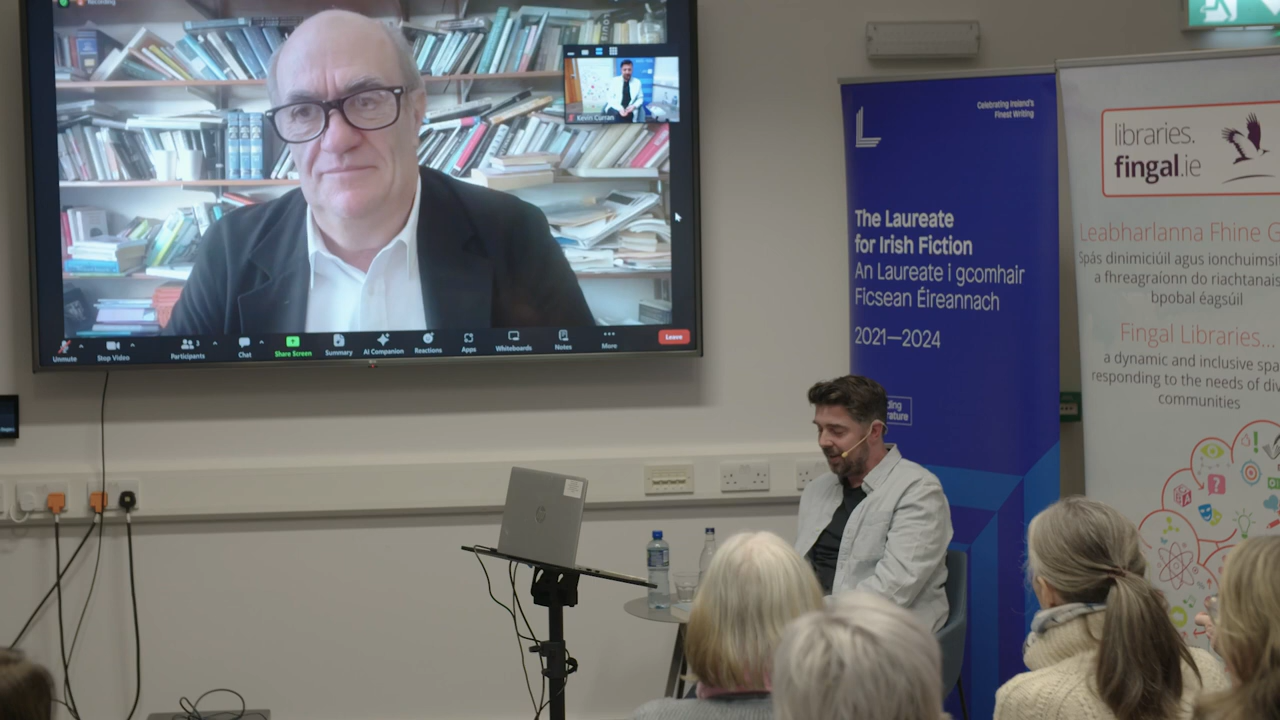 Recording
Kevin Curran
Unmute
Stop Video
Participants
3
Chat
Share Screen
Summary
AI Companion
Reactions
Apps
Whiteboards
Notes
More
Leave
Celebrating Ireland's
Finest Writing
The Laureate
for Irish Fiction
An Laureate i gcomhair
Ficsean Éireannach
2021—2024
libraries.
fingal.ie
Leabharlanna Fhine G
Spás dinimiciúil agus ionchuimsit
a fhreagraíonn do riachtanais
bpobal éagsúil
Fingal Libraries...
a dynamic and inclusive spa
responding to the needs of div
communities
hp